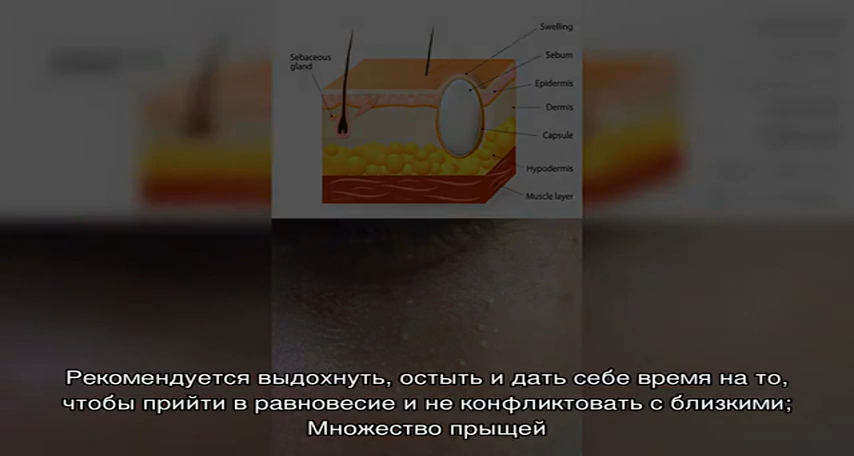 Swelling
Sebaceous
gland
Sebum
Epidermis
Dermis
Capsule
Hypodermis
Muscle layer
Рекомендуется выдохнуть, остыть и дать себе время на то,
чтобы прийти в равновесие и не конфликтовать с близкими;
Множество прыщей